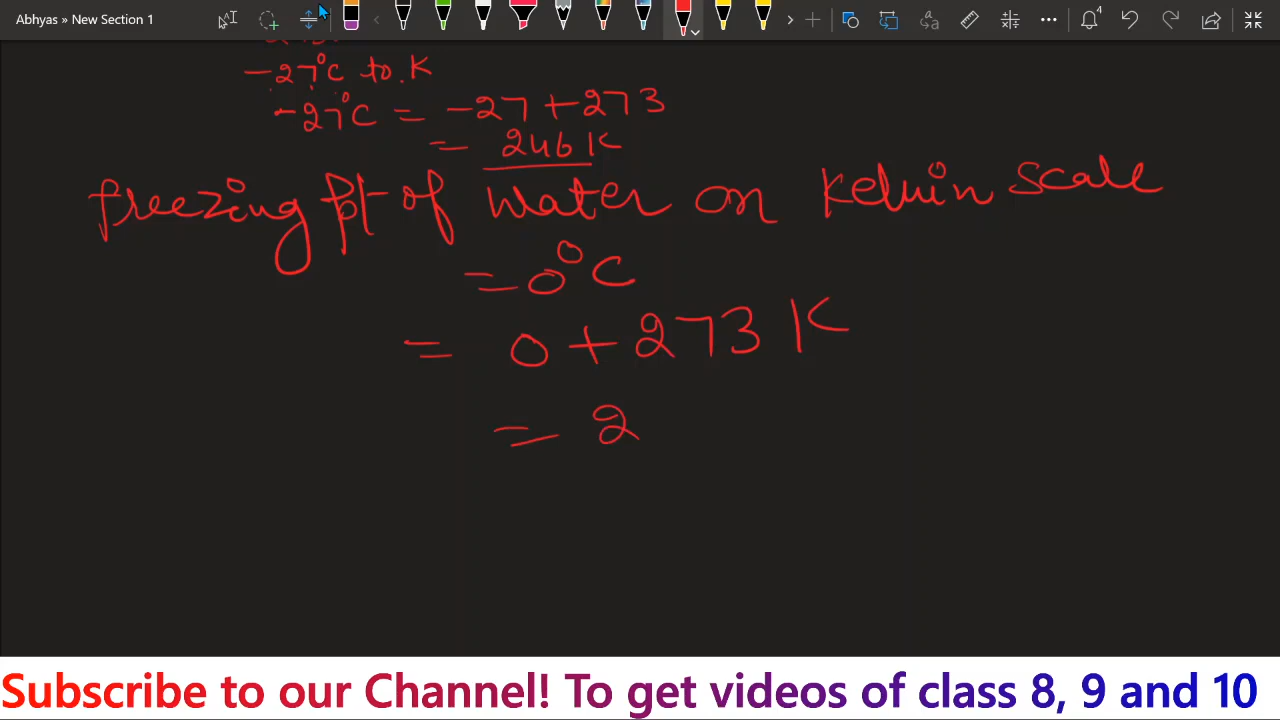 Abhyas » New Section 1
-27°C to K
-27°C = -27 + 273
= 246 K
freezing pt of water on Kelvin scale
= 0°C
= 0 + 273 K
= 2
Subscribe to our Channel! To get videos of class 8, 9 and 10